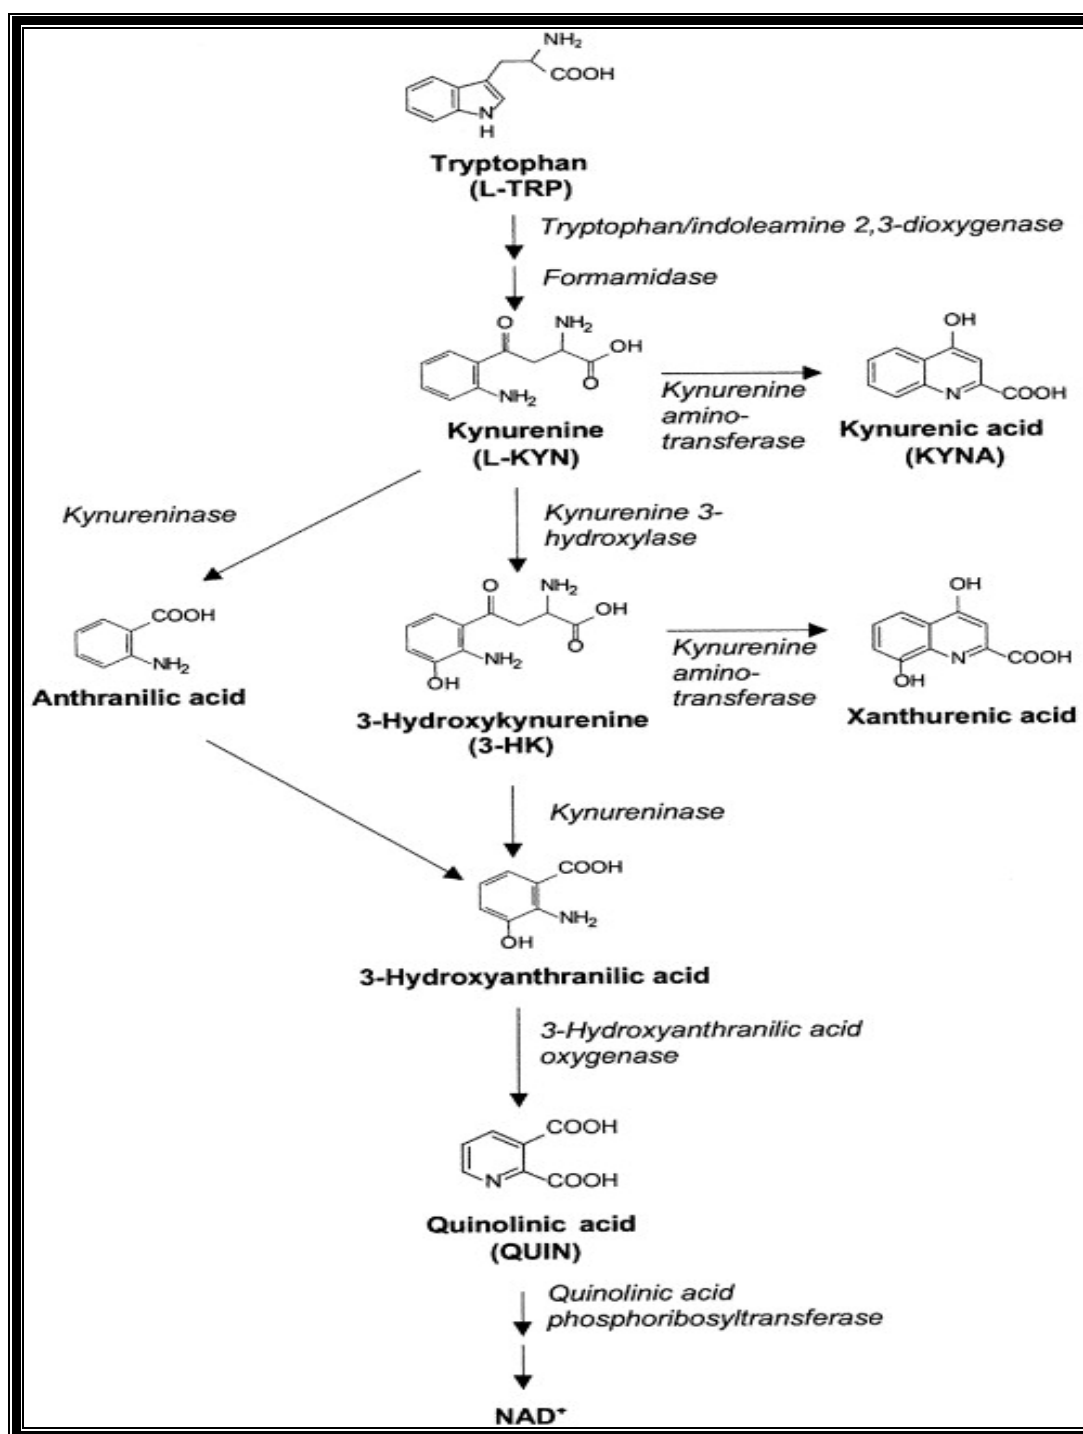 NH₂
COOH
N
H
Tryptophan
(L-TRP)
Tryptophan/indoleamine 2,3-dioxygenase
Formamidase
O
NH₂
OH
O
NH₂
Kynurenine
(L-KYN)
Kynurenine
amino-
transferase
OH
N
COOH
Kynurenic acid
(KYNA)
Kynureninase
Kynurenine 3-
hydroxylase
COOH
NH₂
Anthranilic acid
O
NH₂
OH
O
NH₂
OH
3-Hydroxykynurenine
(3-HK)
Kynurenine
amino-
transferase
OH
N
COOH
OH
Xanthurenic acid
Kynureninase
COOH
NH₂
OH
3-Hydroxyanthranilic acid
3-Hydroxyanthranilic acid
oxygenase
COOH
N
COOH
Quinolinic acid
(QUIN)
Quinolinic acid
phosphoribosyltransferase
NAD⁺